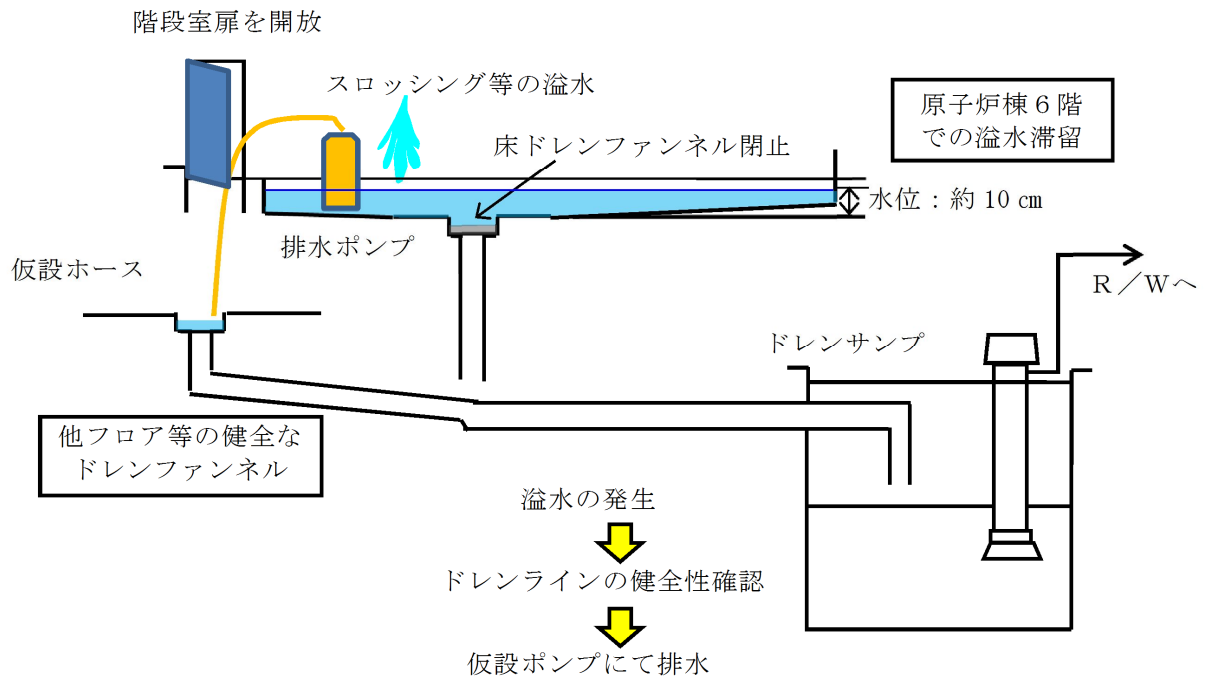 階段室扉を開放
スロッシング等の溢水
原子炉棟６階
での溢水滞留
床ドレンファンネル閉止
水位：約 10 ㎝
排水ポンプ
仮設ホース
Ｒ／Ｗへ
ドレンサンプ
他フロア等の健全な
ドレンファンネル
溢水の発生
ドレンラインの健全性確認
仮設ポンプにて排水